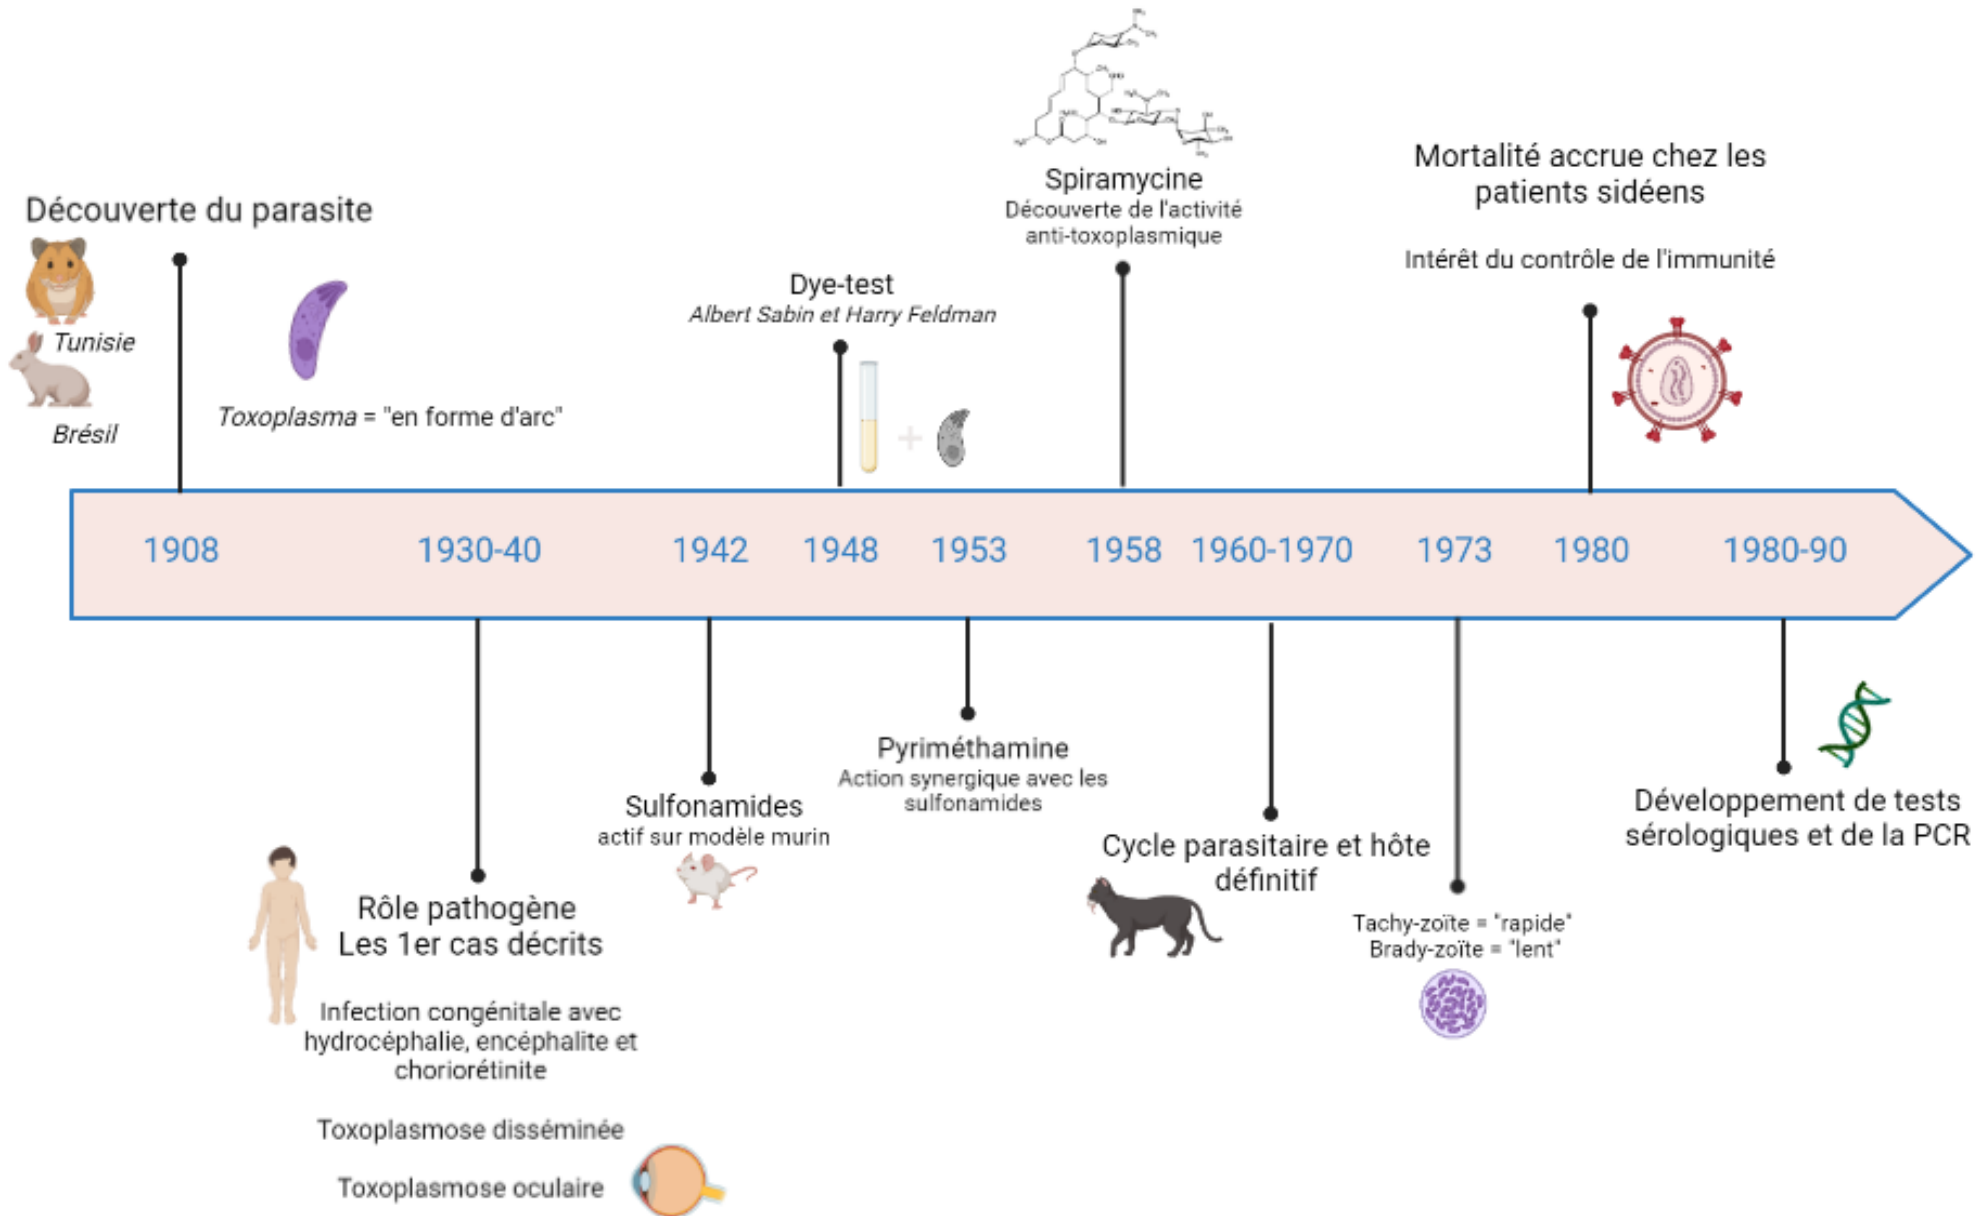 Découverte du parasite
Tunisie
Brésil
Toxoplasma = "en forme d'arc"
Dye-test
Albert Sabin et Harry Feldman
Spiramycine
Découverte de l'activité
anti-toxoplasmique
Mortalité accrue chez les
patients sidéens
Intérêt du contrôle de l'immunité
1908
1930-40
1942
1948
1953
1958
1960-1970
1973
1980
1980-90
Rôle pathogène
Les 1er cas décrits
Infection congénitale avec
hydrocéphalie, encéphalite et
choriorétinite
Toxoplasmose disséminée
Toxoplasmose oculaire
Sulfonamides
actif sur modèle murin
Pyriméthamine
Action synergique avec les
sulfonamides
Cycle parasitaire et hôte
définitif
Tachy-zoïte = "rapide"
Brady-zoïte = "lent"
Développement de tests
sérologiques et de la PCR